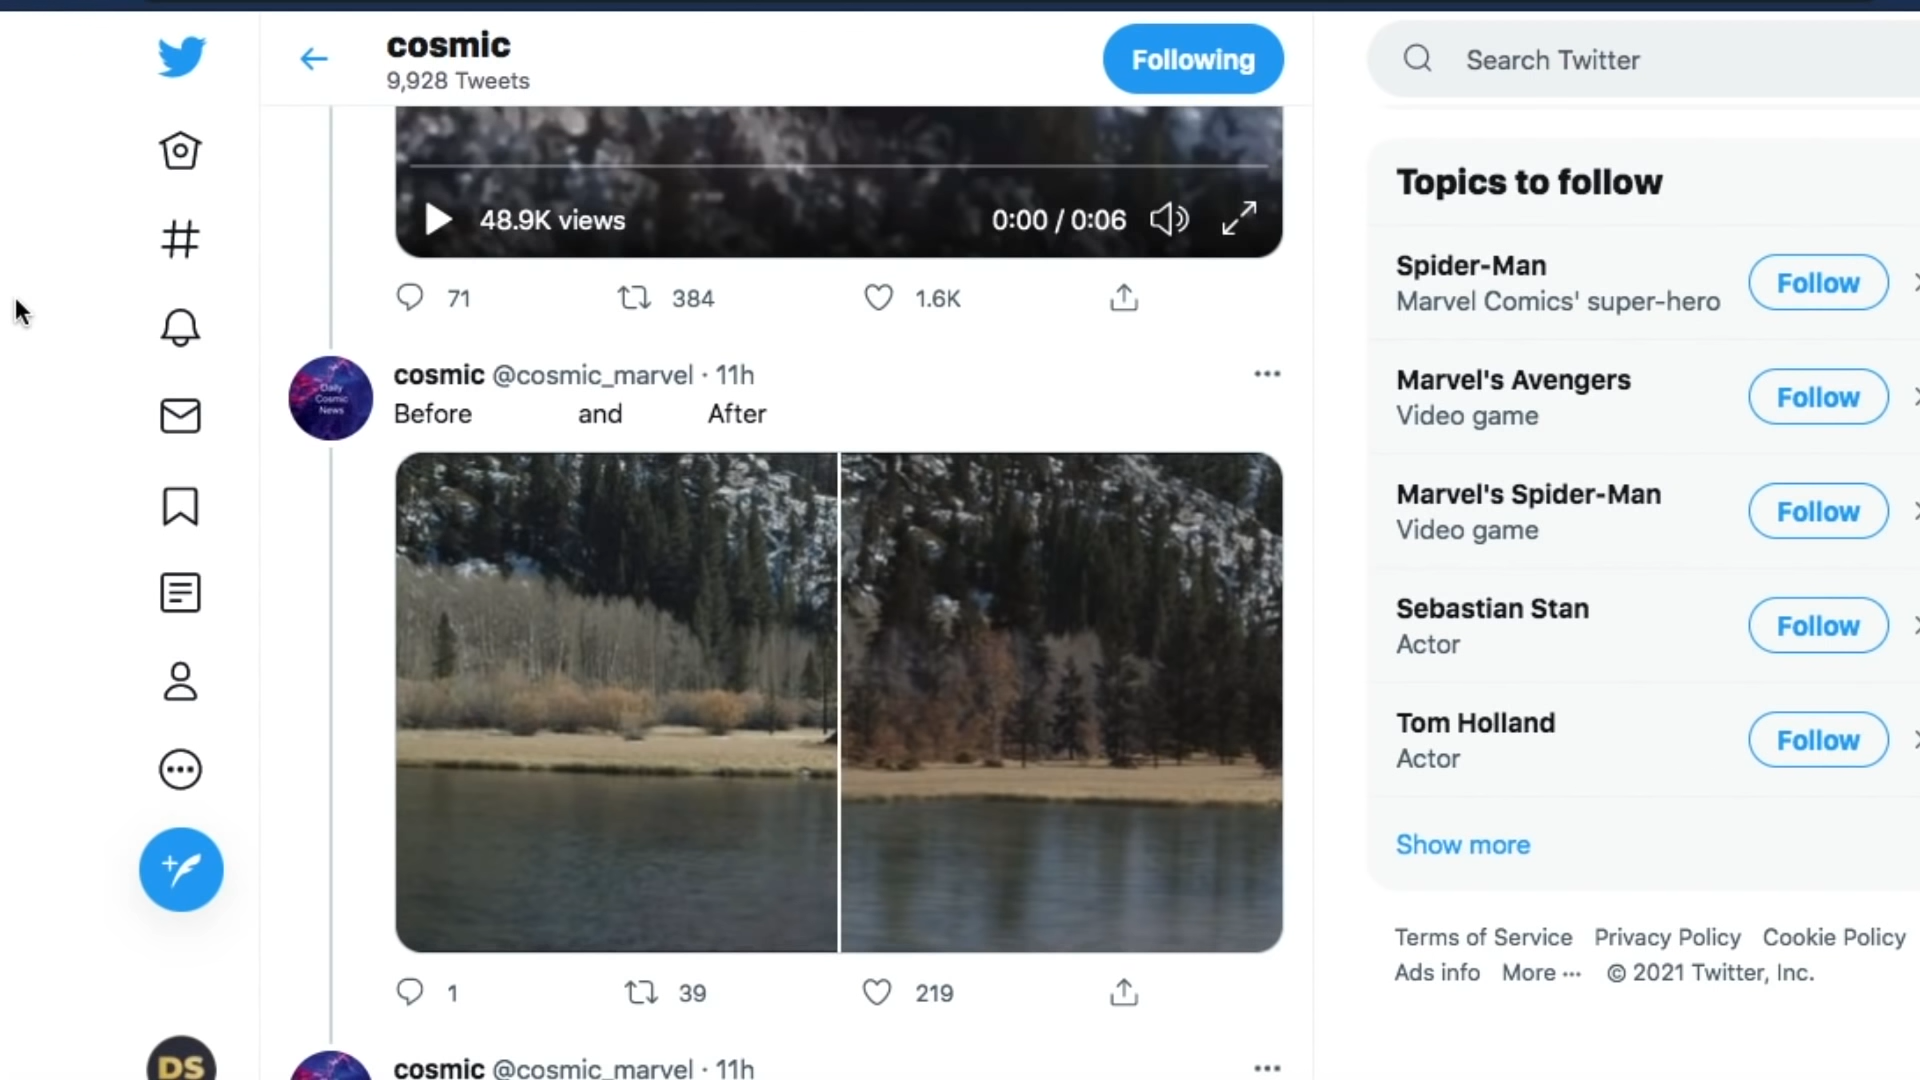 cosmic
9,928 Tweets
Following
Search Twitter
48.9K views
0:00 / 0:06
71
384
1.6K
cosmic @cosmic_marvel · 11h
Before and After
Daily
Cosmic
News
1
39
219
cosmic @cosmic_marvel · 11h
DS
Topics to follow
Spider-Man
Marvel Comics' super-hero
Follow
Marvel's Avengers
Video game
Follow
Marvel's Spider-Man
Video game
Follow
Sebastian Stan
Actor
Follow
Tom Holland
Actor
Follow
Show more
Terms of Service Privacy Policy Cookie Policy
Ads info More ··· © 2021 Twitter, Inc.